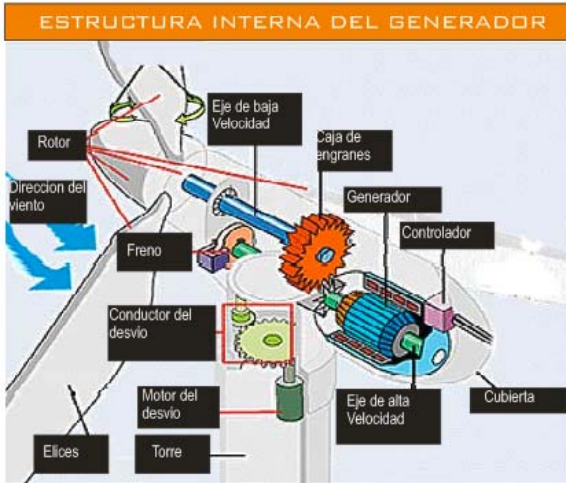 ESTRUCTURA INTERNA DEL GENERADOR
Eje de baja
Velocidad
Rotor
Caja de
engranes
Direccion del
viento
Generador
Controlador
Freno
Conductor del
desvio
Motor del
desvio
Eje de alta
Velocidad
Cubierta
Elices
Torre